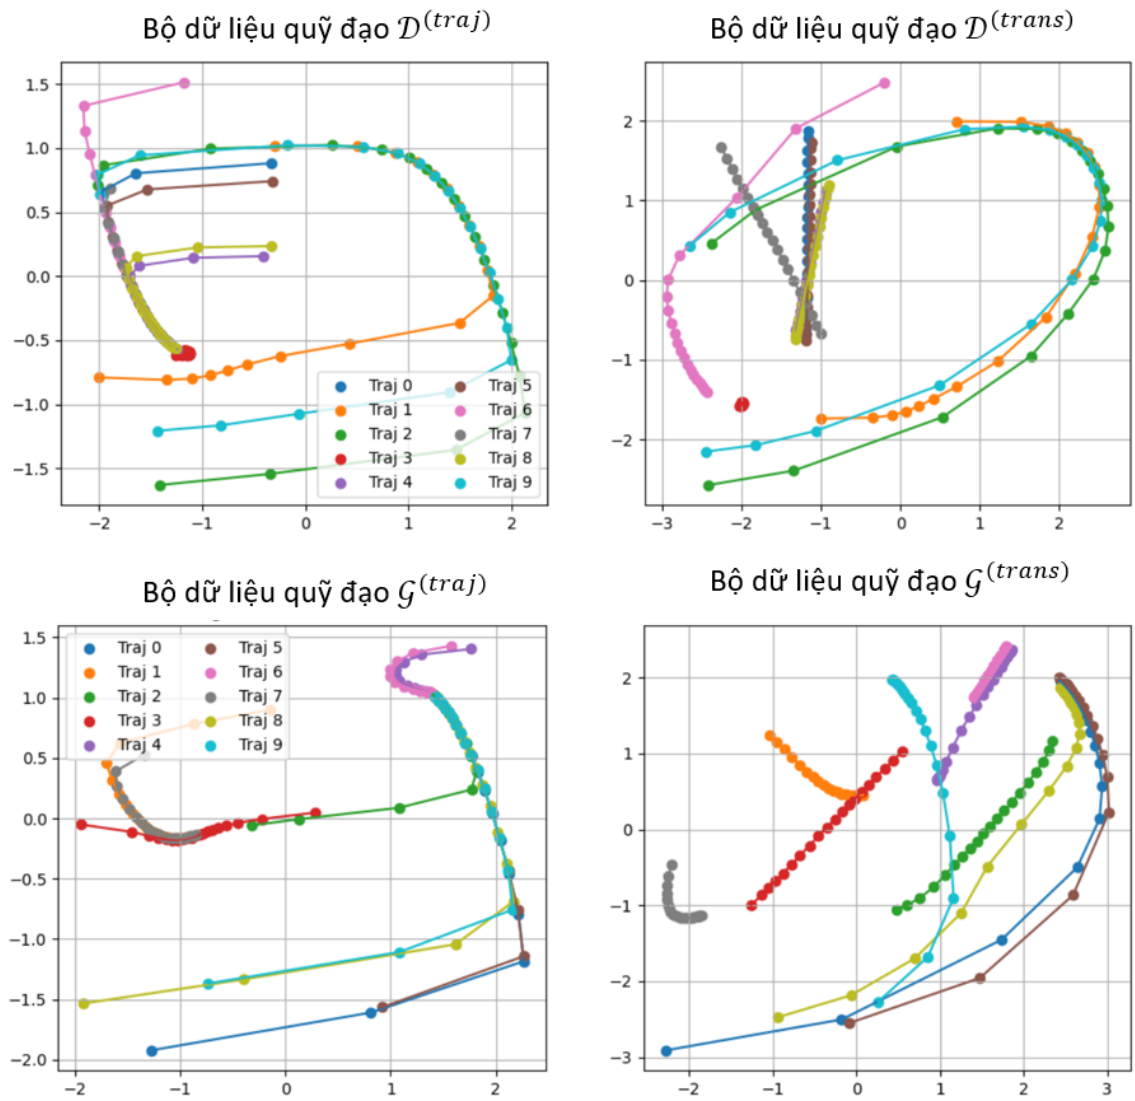 Bộ dữ liệu quỹ đạo 𝒟^(traj)
Bộ dữ liệu quỹ đạo 𝒟^(trans)
1.5
1.0
0.5
0.0
−0.5
−1.0
−1.5
−2 −1 0 1 2
Traj 0 Traj 5
Traj 1 Traj 6
Traj 2 Traj 7
Traj 3 Traj 8
Traj 4 Traj 9
2
1
0
−1
−2
−3 −2 −1 0 1 2
Bộ dữ liệu quỹ đạo 𝒢^(traj)
Bộ dữ liệu quỹ đạo 𝒢^(trans)
1.5
1.0
0.5
0.0
−0.5
−1.0
−1.5
−2.0
−2 −1 0 1 2
Traj 0 Traj 5
Traj 1 Traj 6
Traj 2 Traj 7
Traj 3 Traj 8
Traj 4 Traj 9
2
1
0
−1
−2
−3
−2 −1 0 1 2 3